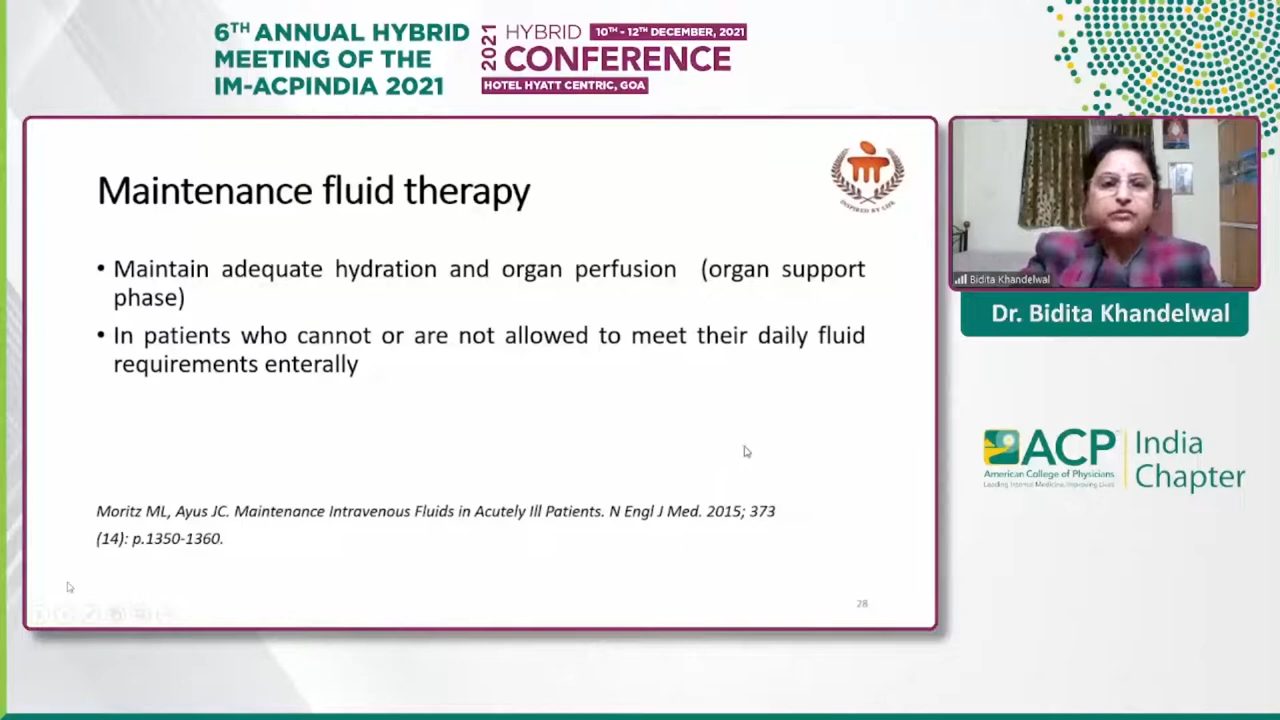 6TH ANNUAL HYBRID
MEETING OF THE
IM-ACPINDIA 2021
2021
HYBRID
10TH - 12TH DECEMBER, 2021
CONFERENCE
HOTEL HYATT CENTRIC, GOA
Maintenance fluid therapy
INSPIRED BY LIFE
• Maintain adequate hydration and organ perfusion (organ support
phase)
• In patients who cannot or are not allowed to meet their daily fluid
requirements enterally
Moritz ML, Ayus JC. Maintenance Intravenous Fluids in Acutely Ill Patients. N Engl J Med. 2015; 373
(14): p.1350-1360.
28
Bidita Khandelwal
Dr. Bidita Khandelwal
ACP
American College of Physicians
Leading Internal Medicine, Improving Lives
India
Chapter